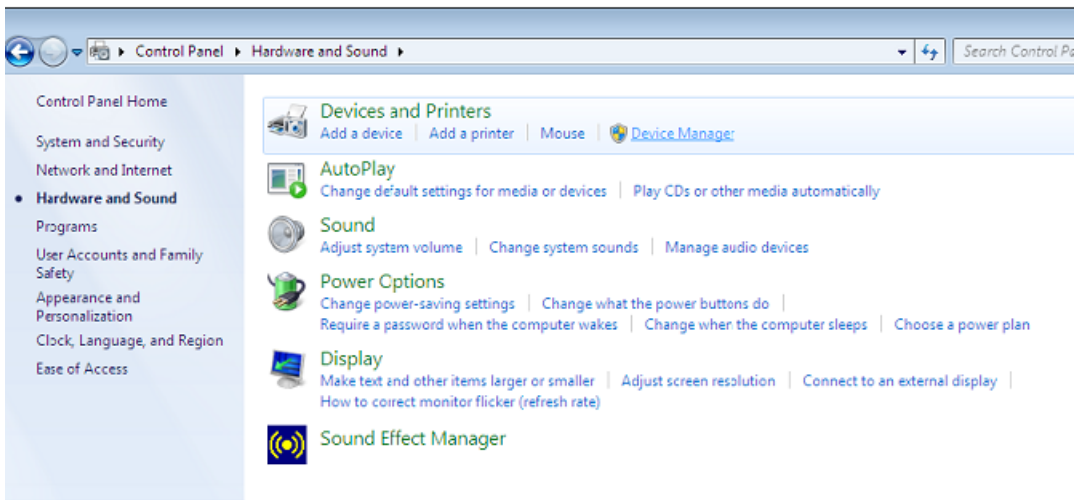 Control Panel Hardware and Sound
Search Control Pa
Control Panel Home
System and Security
Network and Internet
Hardware and Sound
Programs
User Accounts and Family
Safety
Appearance and
Personalization
Clock, Language, and Region
Ease of Access
Devices and Printers
Add a device Add a printer Mouse Device Manager
AutoPlay
Change default settings for media or devices Play CDs or other media automatically
Sound
Adjust system volume Change system sounds Manage audio devices
Power Options
Change power-saving settings Change what the power buttons do
Require a password when the computer wakes Change when the computer sleeps Choose a power plan
Display
Make text and other items larger or smaller Adjust screen resolution Connect to an external display
How to correct monitor flicker (refresh rate)
Sound Effect Manager